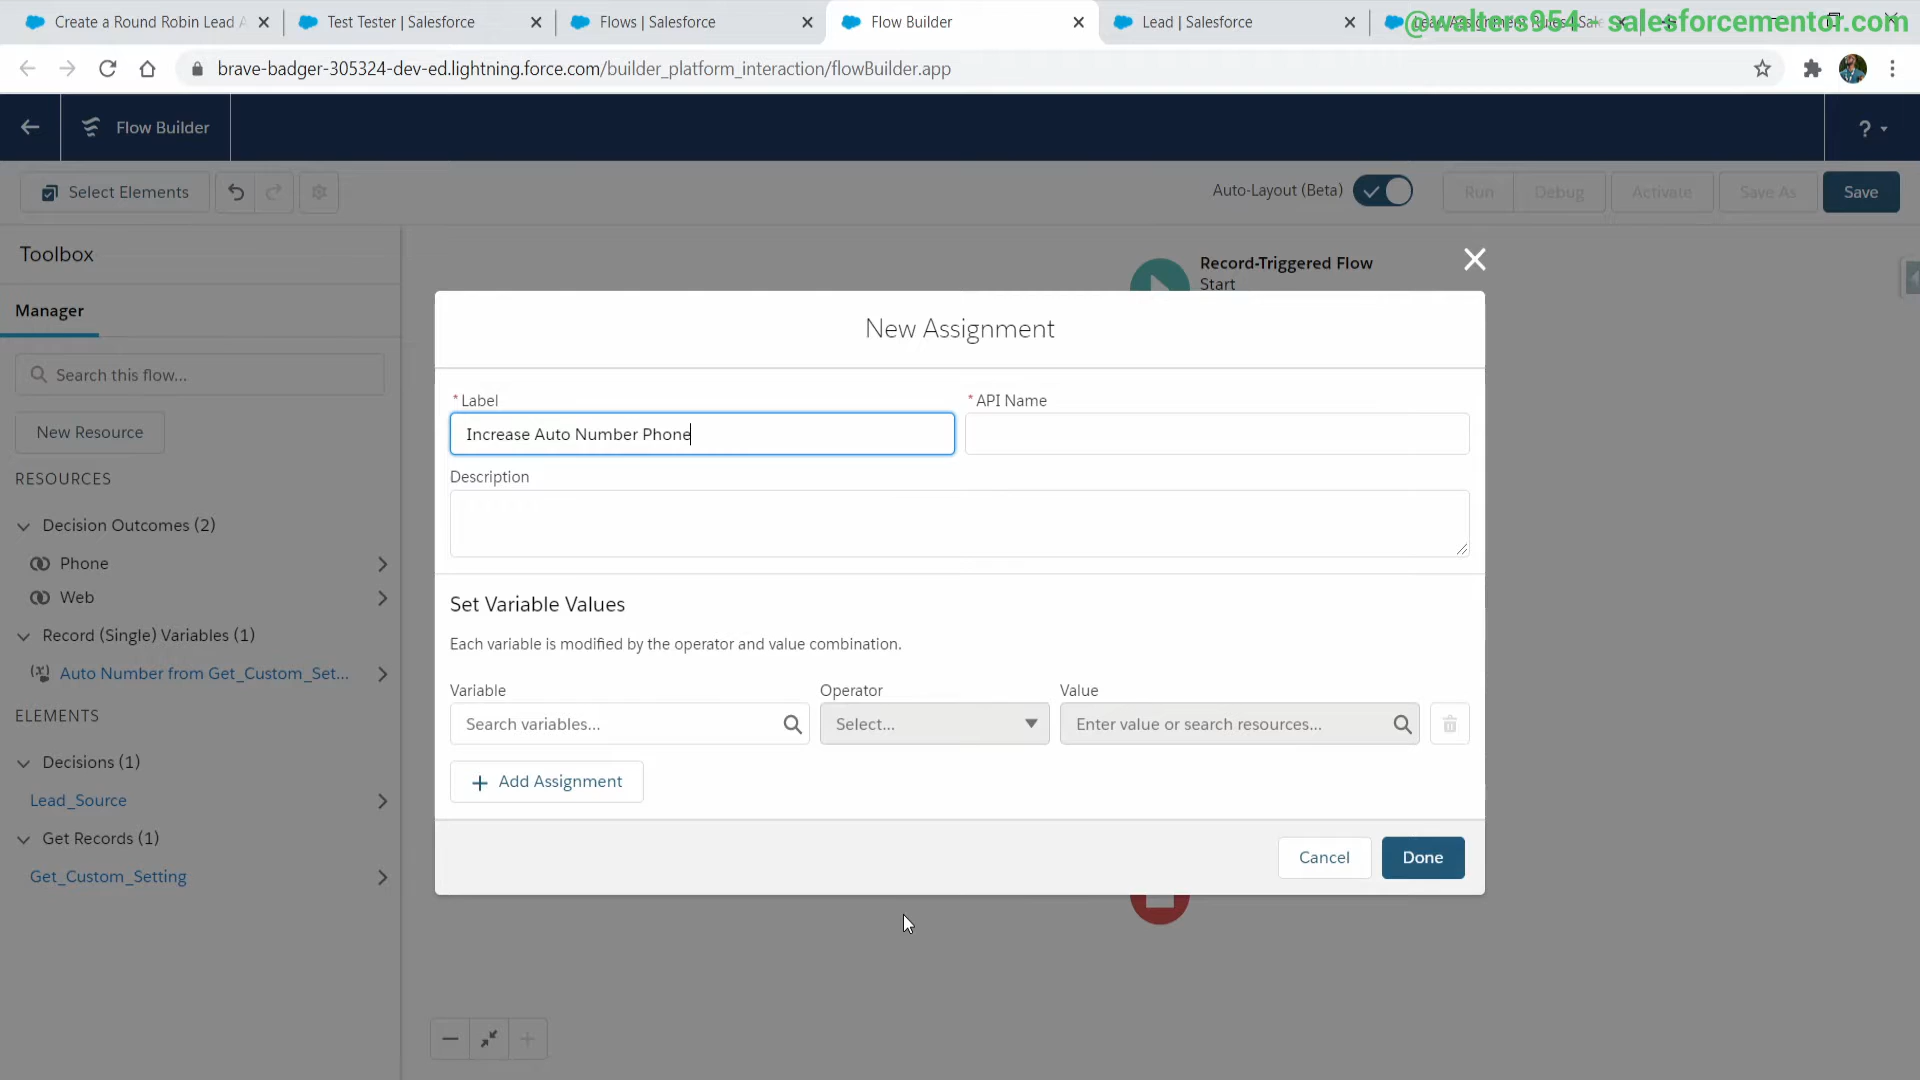 Create a Round Robin Lead A
Test Tester | Salesforce
Flows | Salesforce
Flow Builder
Lead | Salesforce
Lead Assignment Rules | Sale
@walters954 - salesforcementor.com
brave-badger-305324-dev-ed.lightning.force.com/builder_platform_interaction/flowBuilder.app
Flow Builder
?
Select Elements
Auto-Layout (Beta)
Run
Debug
Activate
Save As
Save
Toolbox
Record-Triggered Flow
Start
Manager
New Assignment
Search this flow...
* Label
* API Name
Increase Auto Number Phone
New Resource
Description
RESOURCES
Decision Outcomes (2)
Phone
Web
Set Variable Values
Record (Single) Variables (1)
Each variable is modified by the operator and value combination.
Auto Number from Get_Custom_Set...
Variable
Operator
Value
ELEMENTS
Search variables...
Select...
Enter value or search resources...
Decisions (1)
Add Assignment
Lead_Source
Get Records (1)
Cancel
Done
Get_Custom_Setting